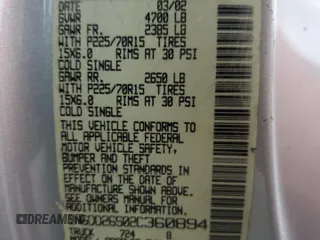 DATE 03/02
GVWR 4700 LB
GAWR FR. 2385 LB
WITH P225/70R15 TIRES
15X6.0 RIMS AT 30 PSI
COLD SINGLE
GAWR RR. 2650 LB
WITH P225/70R15 TIRES
15X6.0 RIMS AT 30 PSI
COLD SINGLE
THIS VEHICLE CONFORMS TO
ALL APPLICABLE FEDERAL
MOTOR VEHICLE SAFETY,
BUMPER AND THEFT
PREVENTION STANDARDS IN
EFFECT ON THE DATE OF
MANUFACTURE SHOWN ABOVE.
SEE OWNERS MANUAL FOR
ADDITIONAL INFORMATION.
DD26S02C360894
TRUCK 724 B